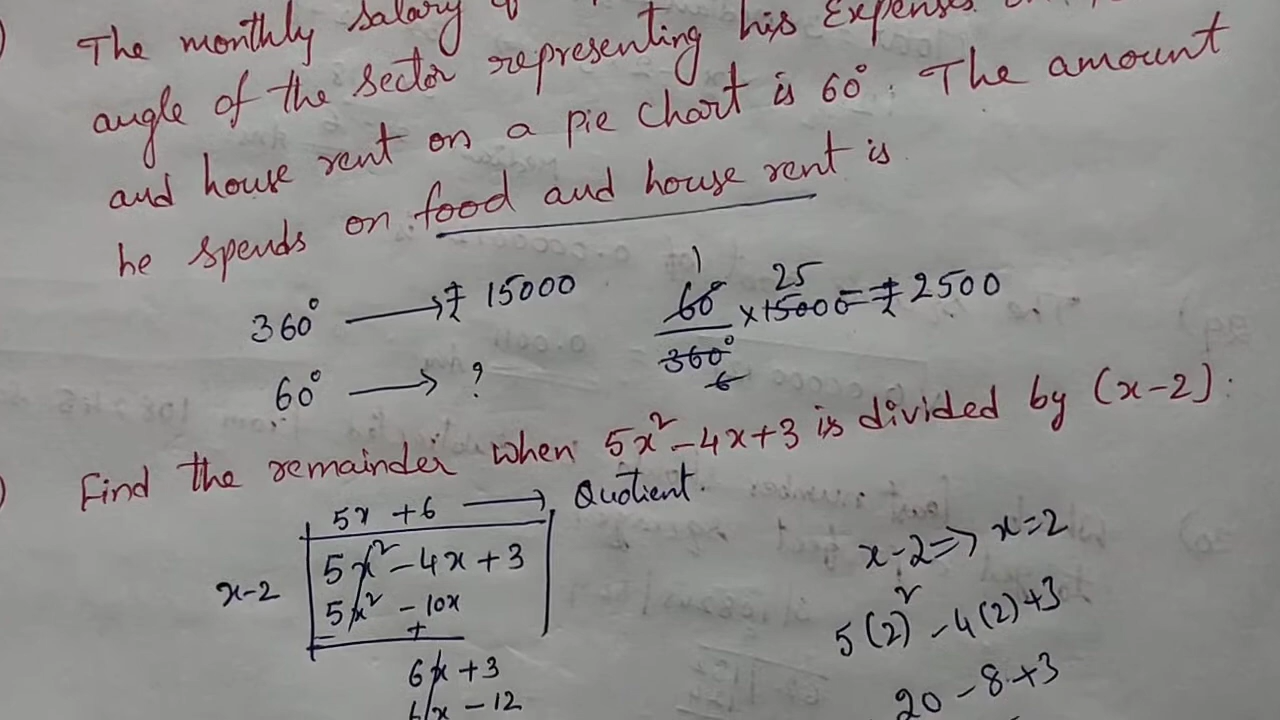 The monthly salary
angle of the sector representing his Expenses
and house rent on a pie chart is 60°. The amount
he spends on food and house rent is
360° → ₹ 15000
60° → ?
1 25
60/360° × 15000 = ₹ 2500
6
Find the remainder when 5x²-4x+3 is divided by (x-2).
5x + 6 → Quotient.
x-2 | 5x² - 4x + 3
5x² - 10x
- +
6x + 3
6x - 12
x-2 => x=2
5(2)² - 4(2)+3
20 - 8 + 3